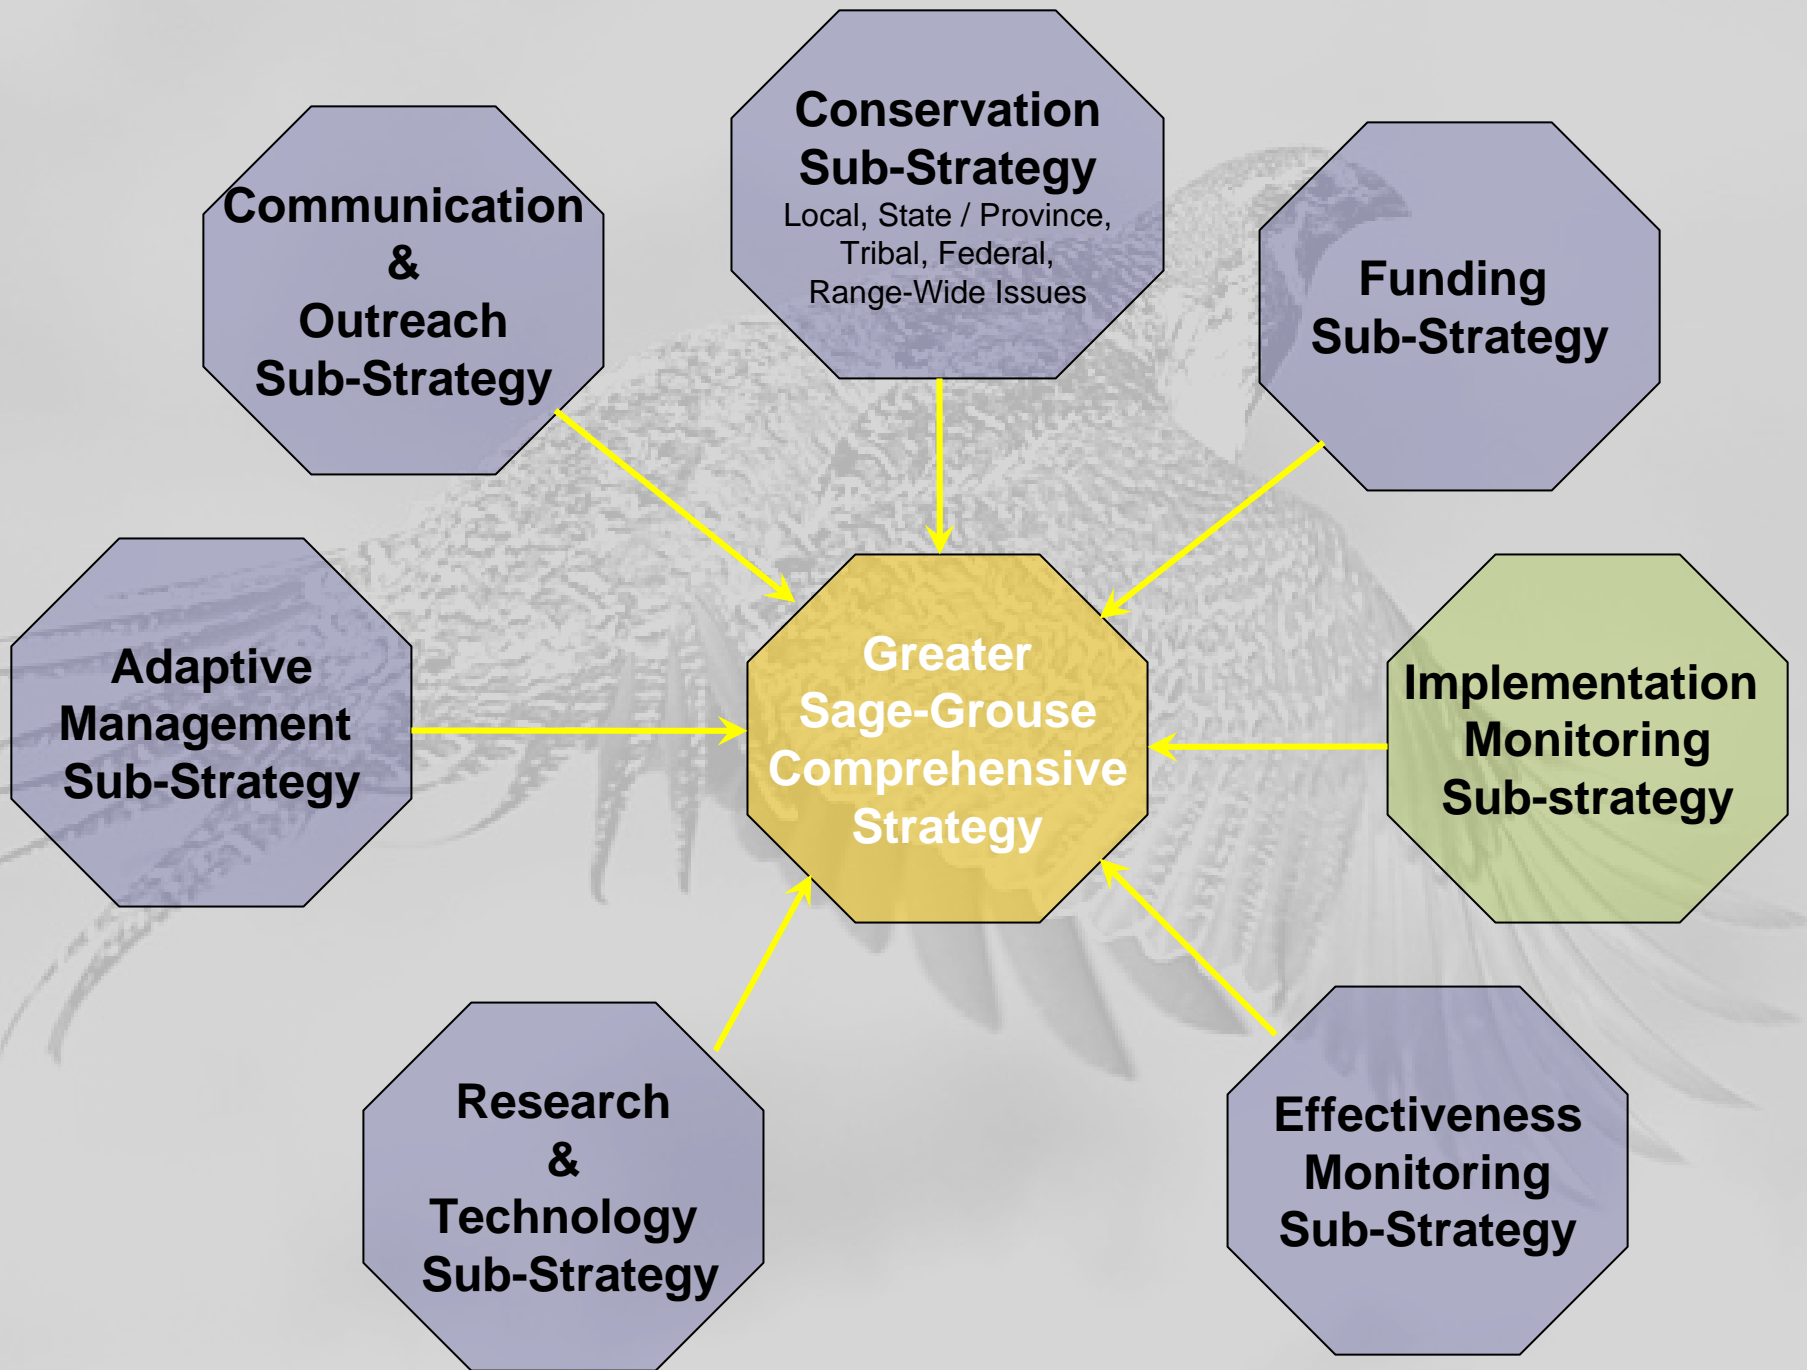 Conservation
Sub-Strategy
Local, State / Province,
Tribal, Federal,
Range-Wide Issues
Communication
&
Outreach
Sub-Strategy
Funding
Sub-Strategy
Adaptive
Management
Sub-Strategy
Greater
Sage-Grouse
Comprehensive
Strategy
Implementation
Monitoring
Sub-strategy
Research
&
Technology
Sub-Strategy
Effectiveness
Monitoring
Sub-Strategy